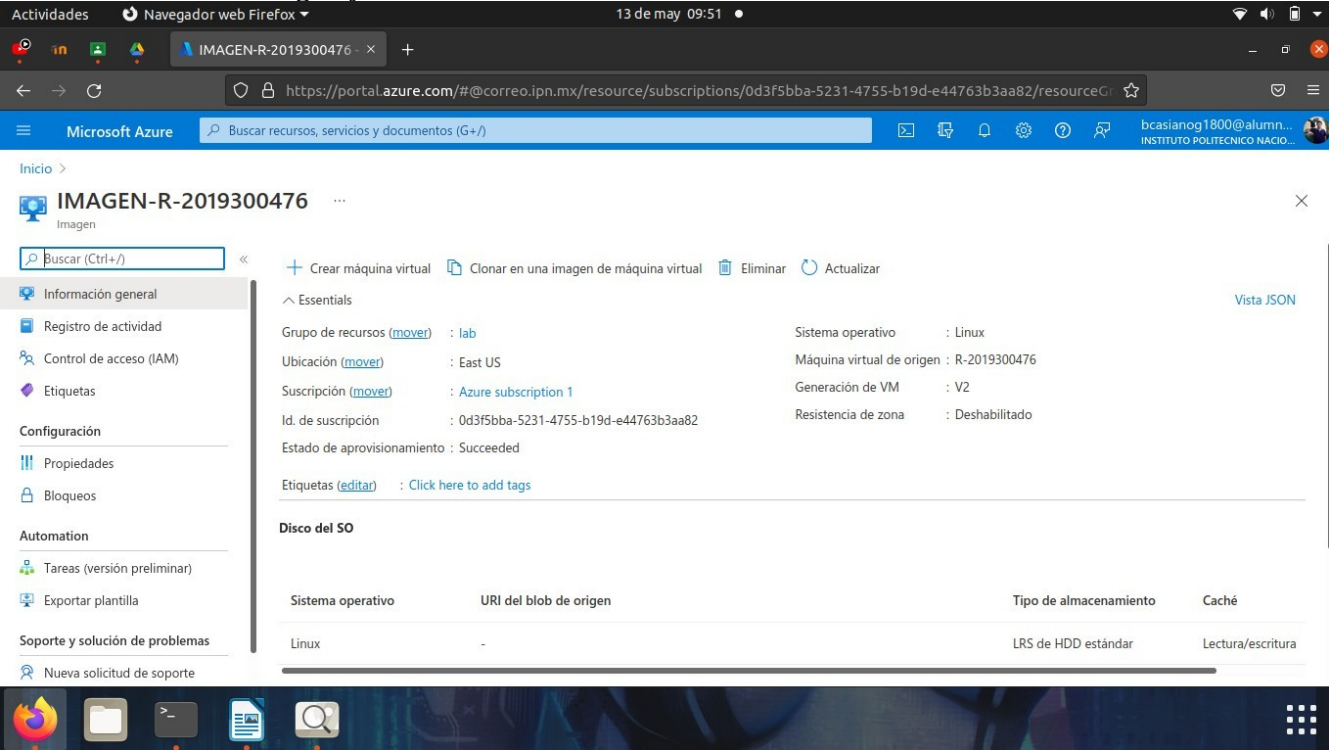 Actividades Navegador web Firefox 13 de may 09:51
IMAGEN-R-2019300476 -
https://portal.azure.com/#@correo.ipn.mx/resource/subscriptions/0d3f5bba-5231-4755-b19d-e44763b3aa82/resourceGr
Microsoft Azure Buscar recursos, servicios y documentos (G+/) bcasianog1800@alumn...
INSTITUTO POLITECNICO NACIO...
Inicio >
IMAGEN-R-2019300476 ...
Imagen
Buscar (Ctrl+/) «
Crear máquina virtual Clonar en una imagen de máquina virtual Eliminar Actualizar
Información general
Registro de actividad
Control de acceso (IAM)
Etiquetas
Configuración
Propiedades
Bloqueos
Automation
Tareas (versión preliminar)
Exportar plantilla
Soporte y solución de problemas
Nueva solicitud de soporte
Essentials Vista JSON
Grupo de recursos (mover) : lab
Ubicación (mover) : East US
Suscripción (mover) : Azure subscription 1
Id. de suscripción : 0d3f5bba-5231-4755-b19d-e44763b3aa82
Estado de aprovisionamiento : Succeeded
Sistema operativo : Linux
Máquina virtual de origen : R-2019300476
Generación de VM : V2
Resistencia de zona : Deshabilitado
Etiquetas (editar) : Click here to add tags
Disco del SO
Sistema operativo URI del blob de origen Tipo de almacenamiento Caché
Linux - LRS de HDD estándar Lectura/escritura